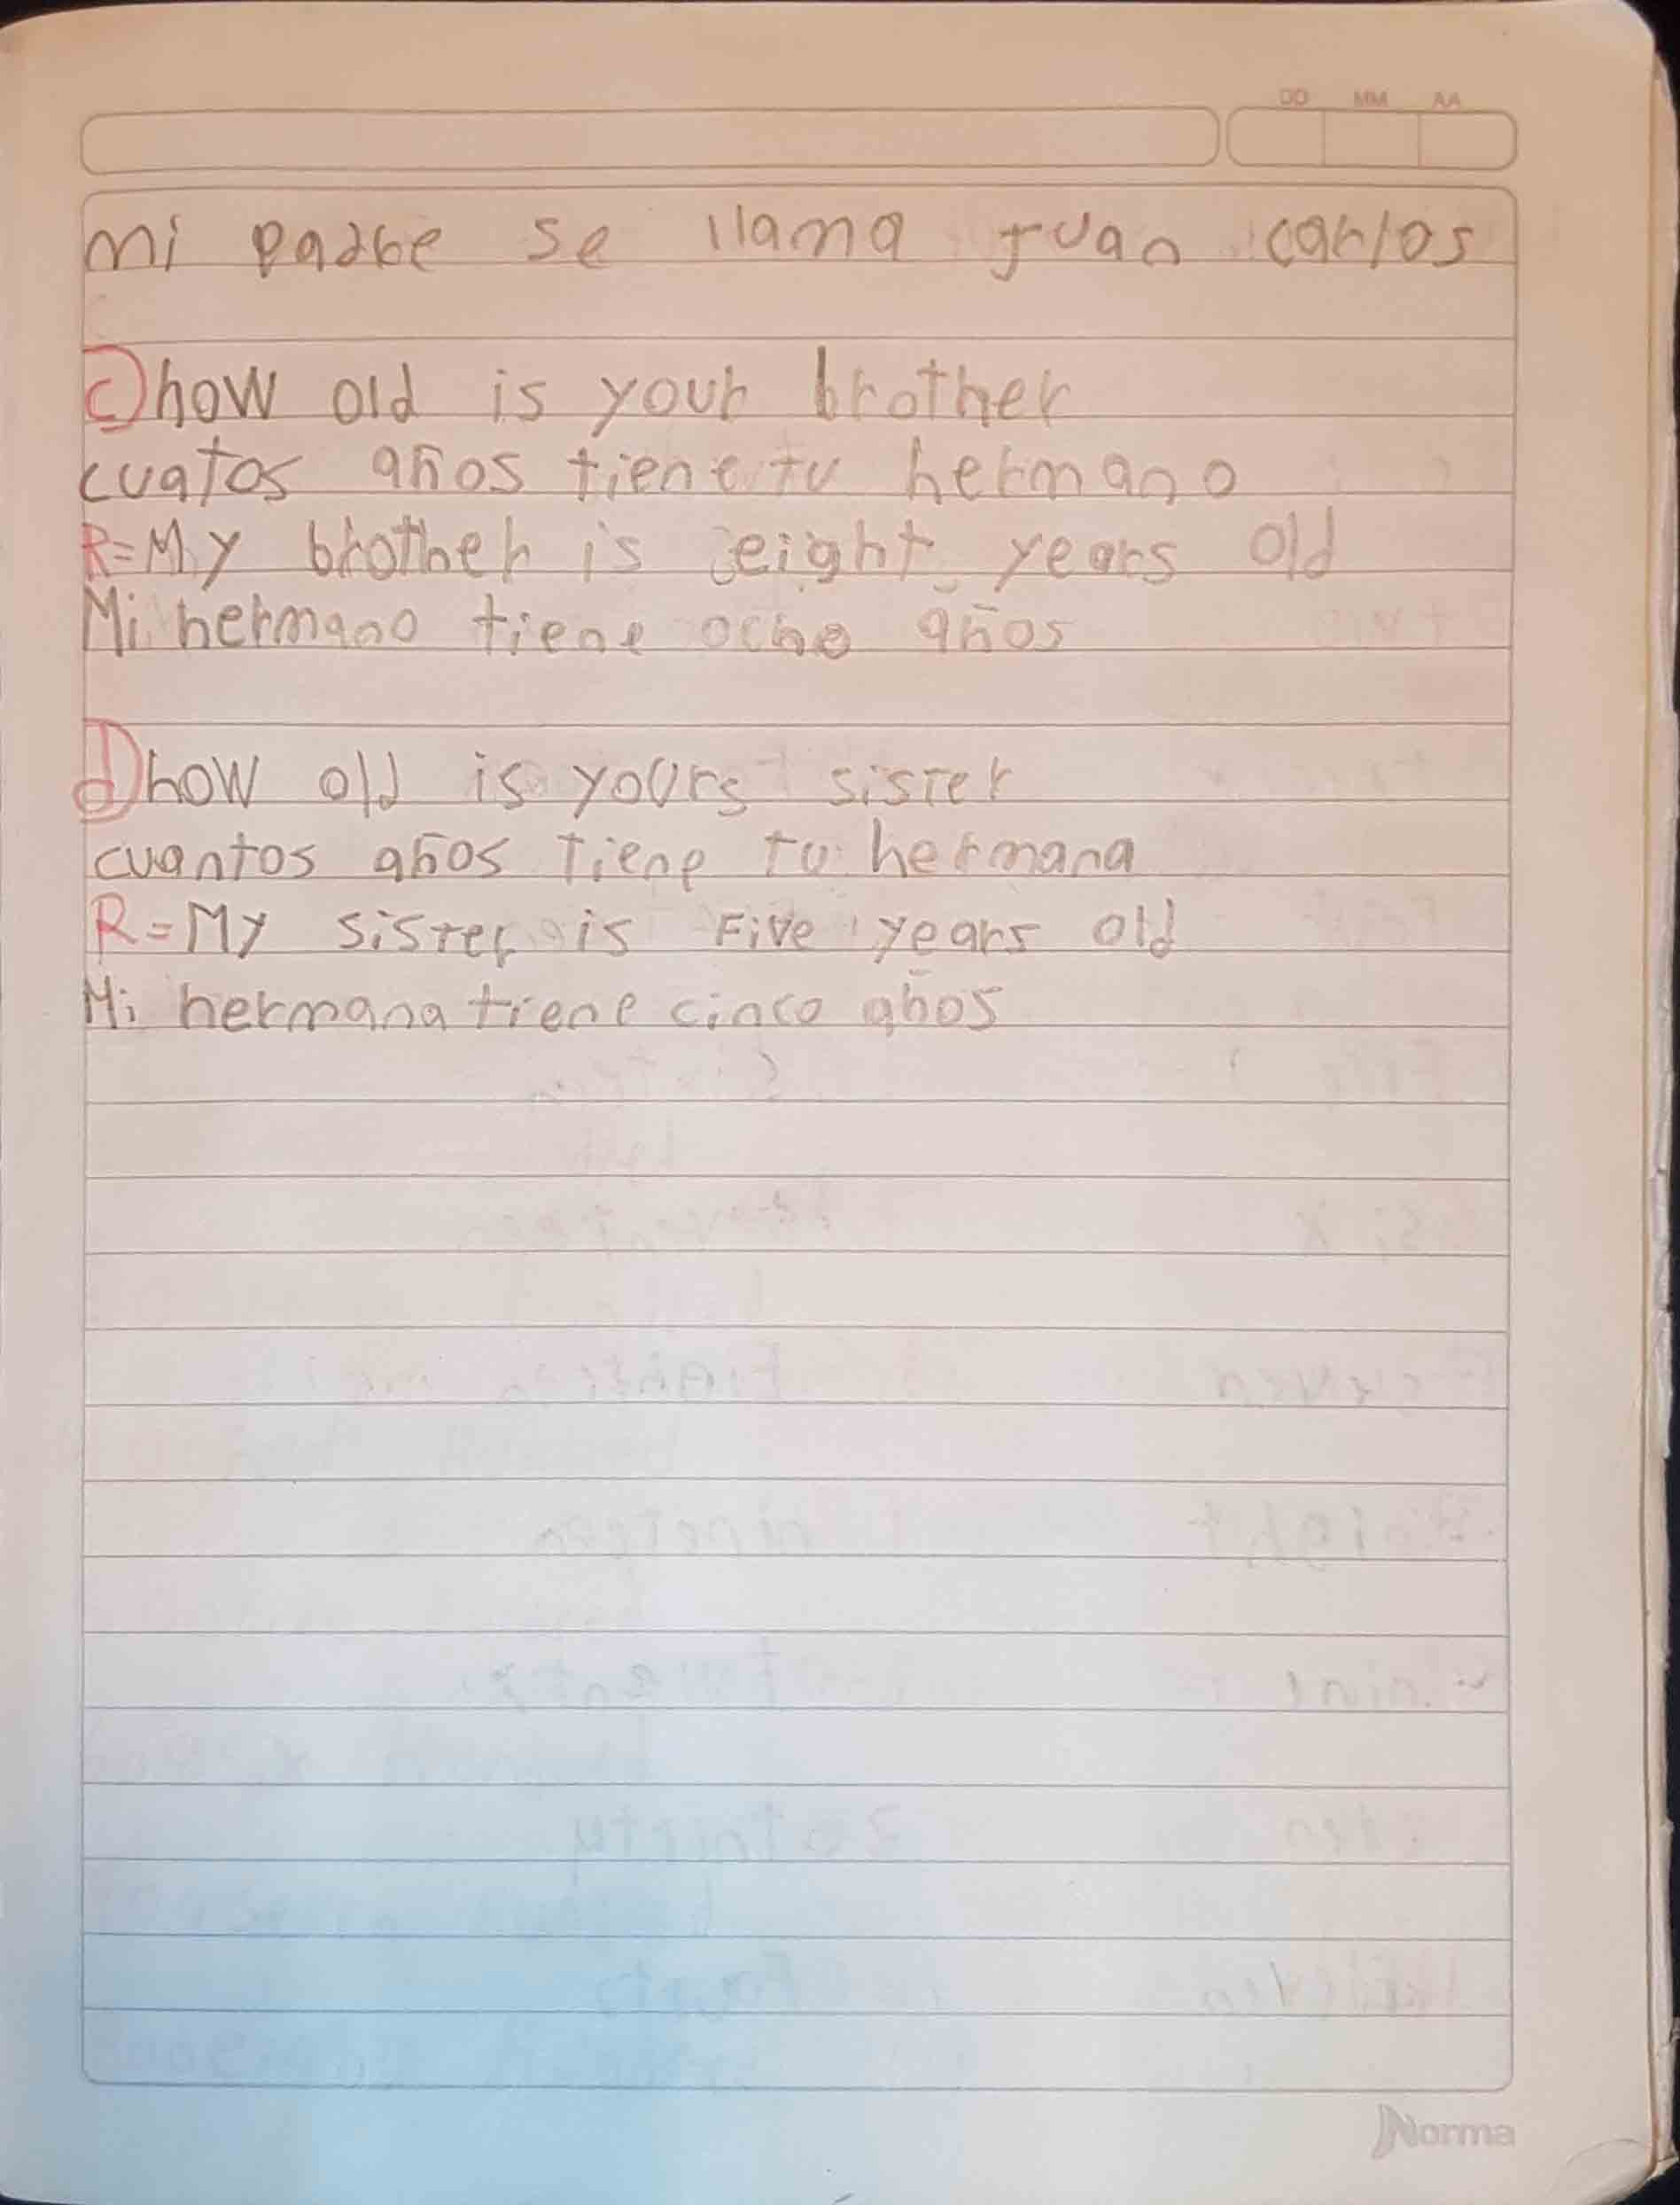 DD MM AA
mi padre se llama Juan carlos
c) how old is your brother
cuatos años tiene tu hermano
R=My brother is eight years old
Mi hermano tiene ocho años
d) how old is yours sister
cuantos años tiene tu hermana
R=My sister is Five years old
Mi hermana tiene cinco años
Norma